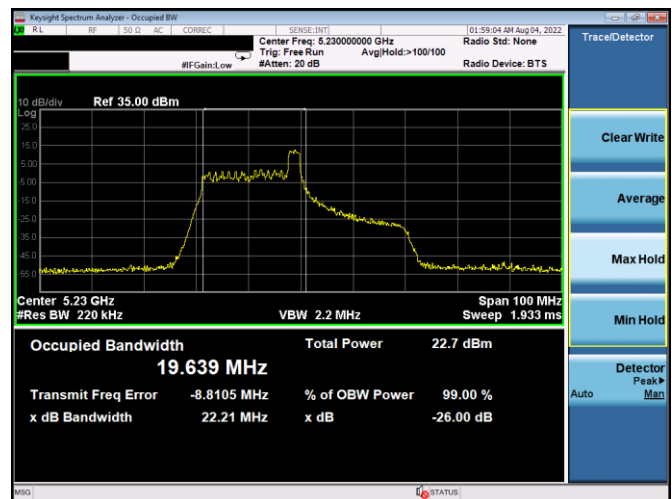 Keysight Spectrum Analyzer - Occupied BW
RL RF 50 Ω AC CORREC SENSE:INT 01:59:04 AM Aug 04, 2022
Center Freq: 5.230000000 GHz Radio Std: None
Trig: Free Run Avg|Hold:>100/100
#IFGain:Low #Atten: 20 dB Radio Device: BTS
10 dB/div Ref 35.00 dBm
Log
25.0
15.0
5.00
-5.00
-15.0
-25.0
-35.0
-45.0
-55.0
Center 5.23 GHz Span 100 MHz
#Res BW 220 kHz VBW 2.2 MHz Sweep 1.933 ms
Occupied Bandwidth Total Power 22.7 dBm
19.639 MHz
Transmit Freq Error -8.8105 MHz % of OBW Power 99.00 %
x dB Bandwidth 22.21 MHz x dB -26.00 dB
MSG STATUS
Trace/Detector
Clear Write
Average
Max Hold
Min Hold
Detector
Peak▶
Auto Man